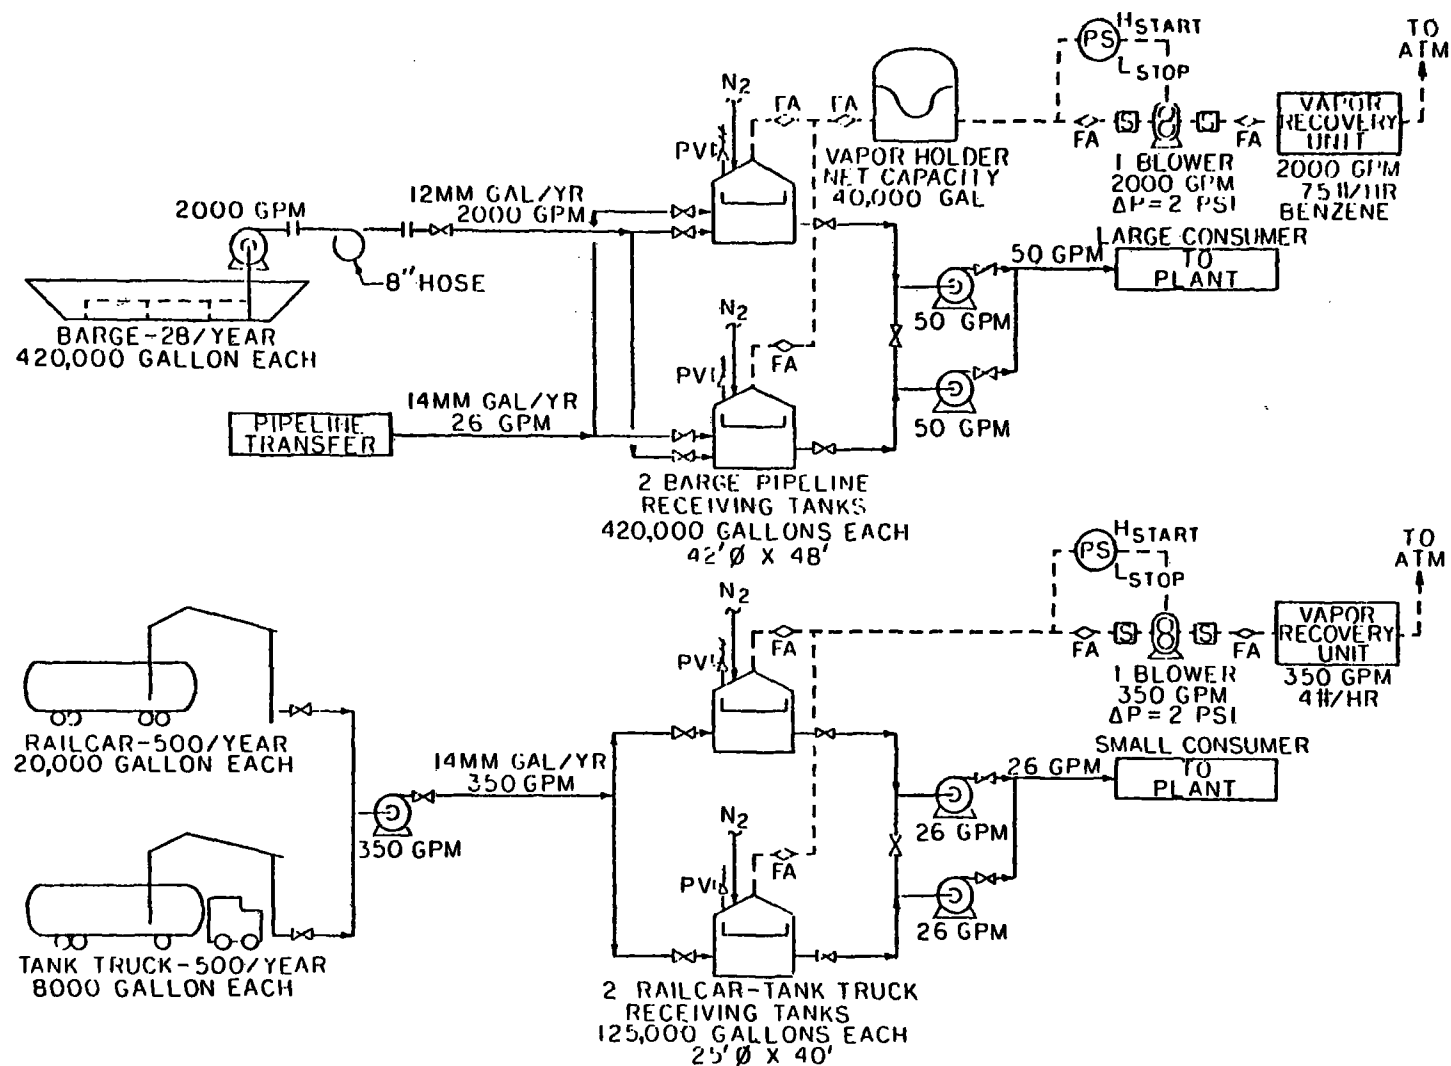 H START
PS
L STOP
TO
ATM
N2
FA
FA
PV
VAPOR HOLDER
NET CAPACITY
40,000 GAL
FA
S
S
FA
1 BLOWER
2000 GPM
ΔP = 2 PSI
VAPOR
RECOVERY
UNIT
2000 GPM
75#/HR
BENZENE
2000 GPM
12MM GAL/YR
2000 GPM
8" HOSE
BARGE-28/YEAR
420,000 GALLON EACH
LARGE CONSUMER
50 GPM
TO
PLANT
50 GPM
N2
FA
PV
50 GPM
14MM GAL/YR
26 GPM
PIPELINE
TRANSFER
2 BARGE PIPELINE
RECEIVING TANKS
420,000 GALLONS EACH
42'Ø X 48'
H START
PS
L STOP
TO
ATM
N2
FA
PV
FA
S
S
FA
1 BLOWER
350 GPM
ΔP = 2 PSI
VAPOR
RECOVERY
UNIT
350 GPM
4#/HR
RAILCAR-500/YEAR
20,000 GALLON EACH
14MM GAL/YR
350 GPM
350 GPM
SMALL CONSUMER
26 GPM
TO
PLANT
26 GPM
N2
FA
PV
26 GPM
TANK TRUCK-500/YEAR
8000 GALLON EACH
2 RAILCAR-TANK TRUCK
RECEIVING TANKS
125,000 GALLONS EACH
25'Ø X 40'